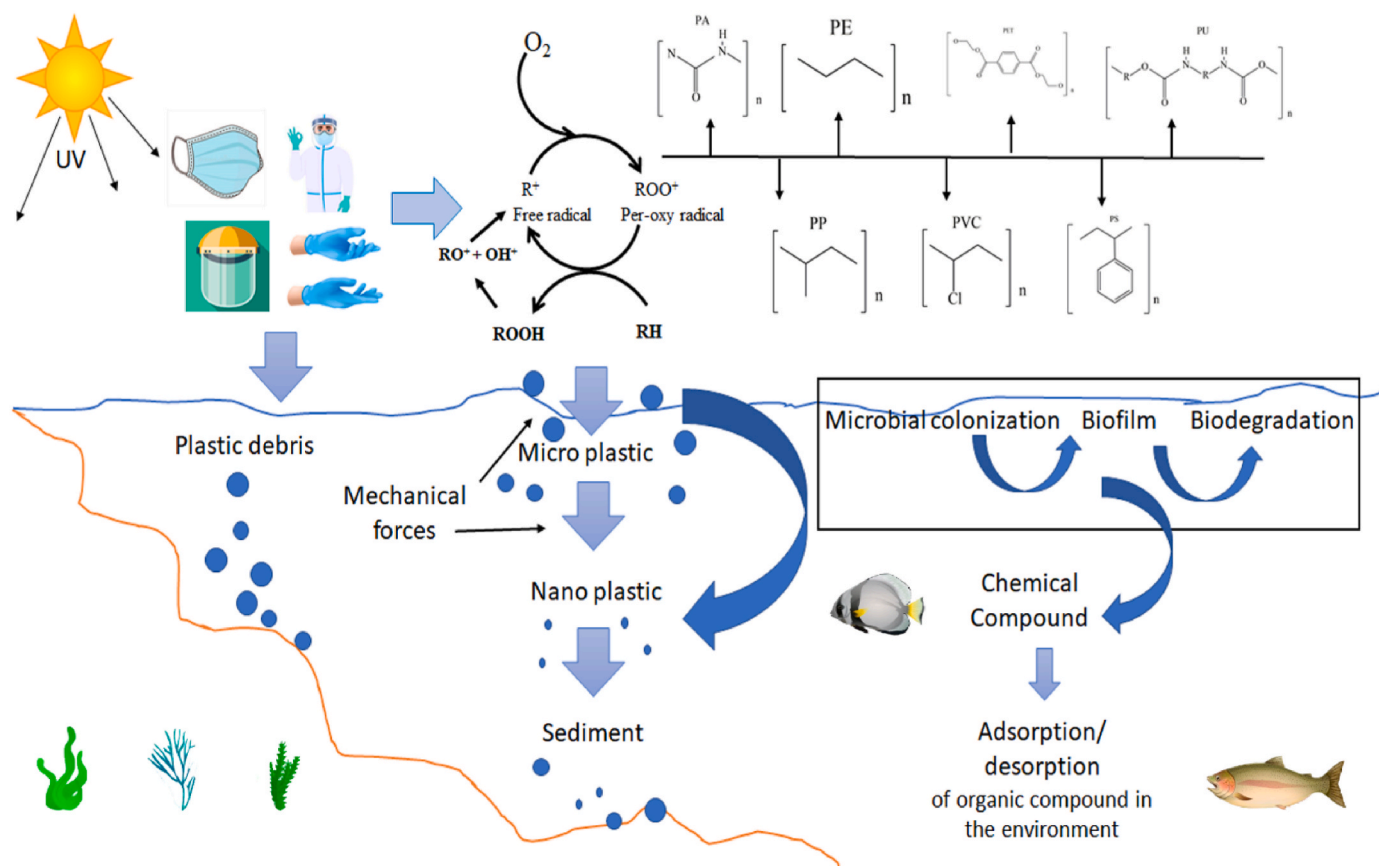 UV
O₂
R⁺
Free radical
ROO⁺
Per-oxy radical
RO⁺ + OH⁺
ROOH
RH
PA
N
H
N
O
n
PE
n
PET
O
O
O
O
O
O
n
PU
R
O
O
H
N
R
H
N
O
O
n
PP
n
PVC
Cl
n
PS
n
Plastic debris
Mechanical
forces
Micro plastic
Nano plastic
Sediment
Microbial colonization
Biofilm
Biodegradation
Chemical
Compound
Adsorption/
desorption
of organic compound in
the environment